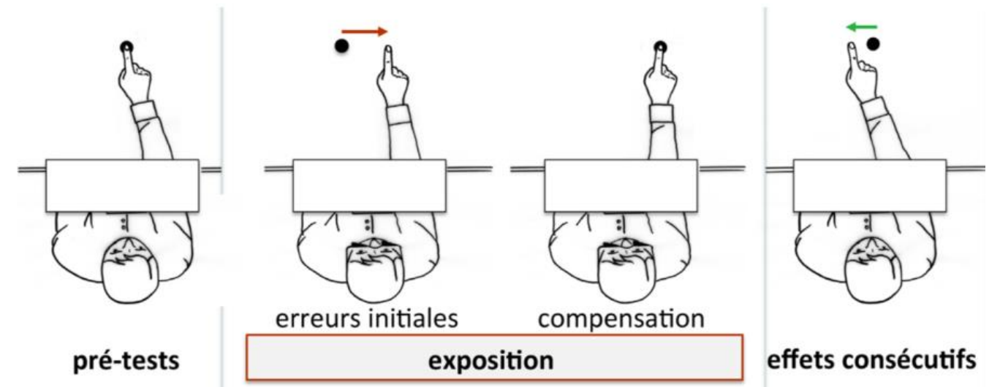 erreurs initiales
compensation
pré-tests
exposition
effets consécutifs